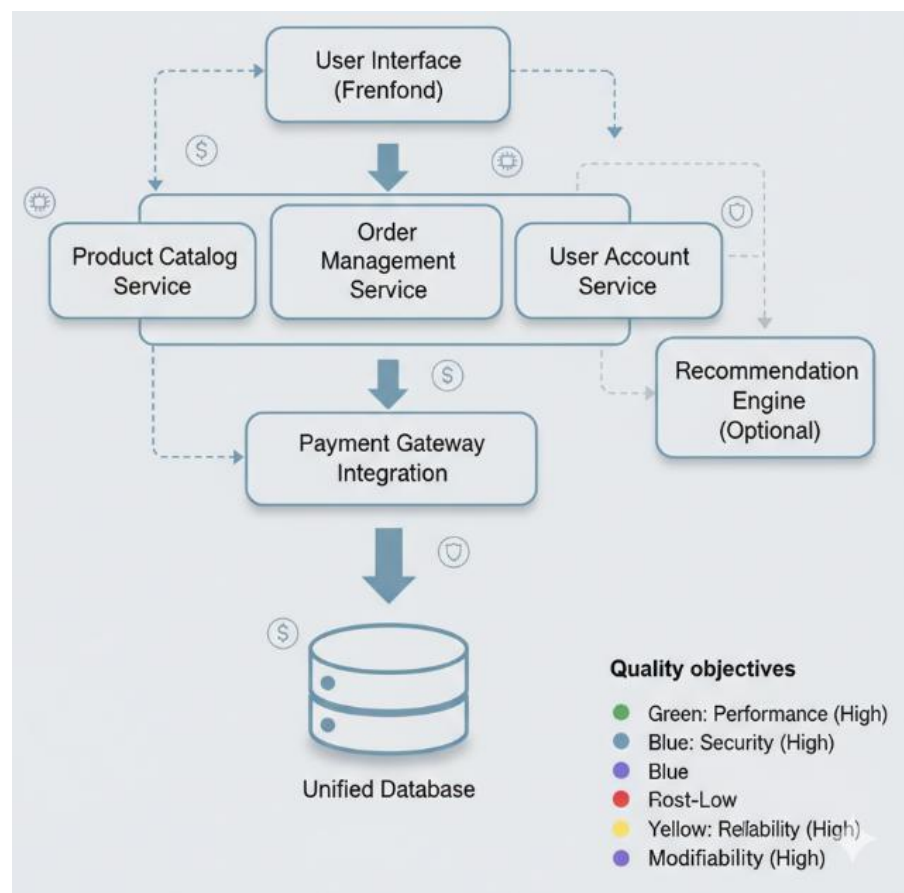 User Interface
(Frenfond)
$
Product Catalog
Service
Order
Management
Service
User Account
Service
$
Recommendation
Engine
(Optional)
Payment Gateway
Integration
$
Unified Database
Quality objectives
Green: Performance (High)
Blue: Security (High)
Blue
Rost-Low
Yellow: Reliability (High)
Modifiability (High)